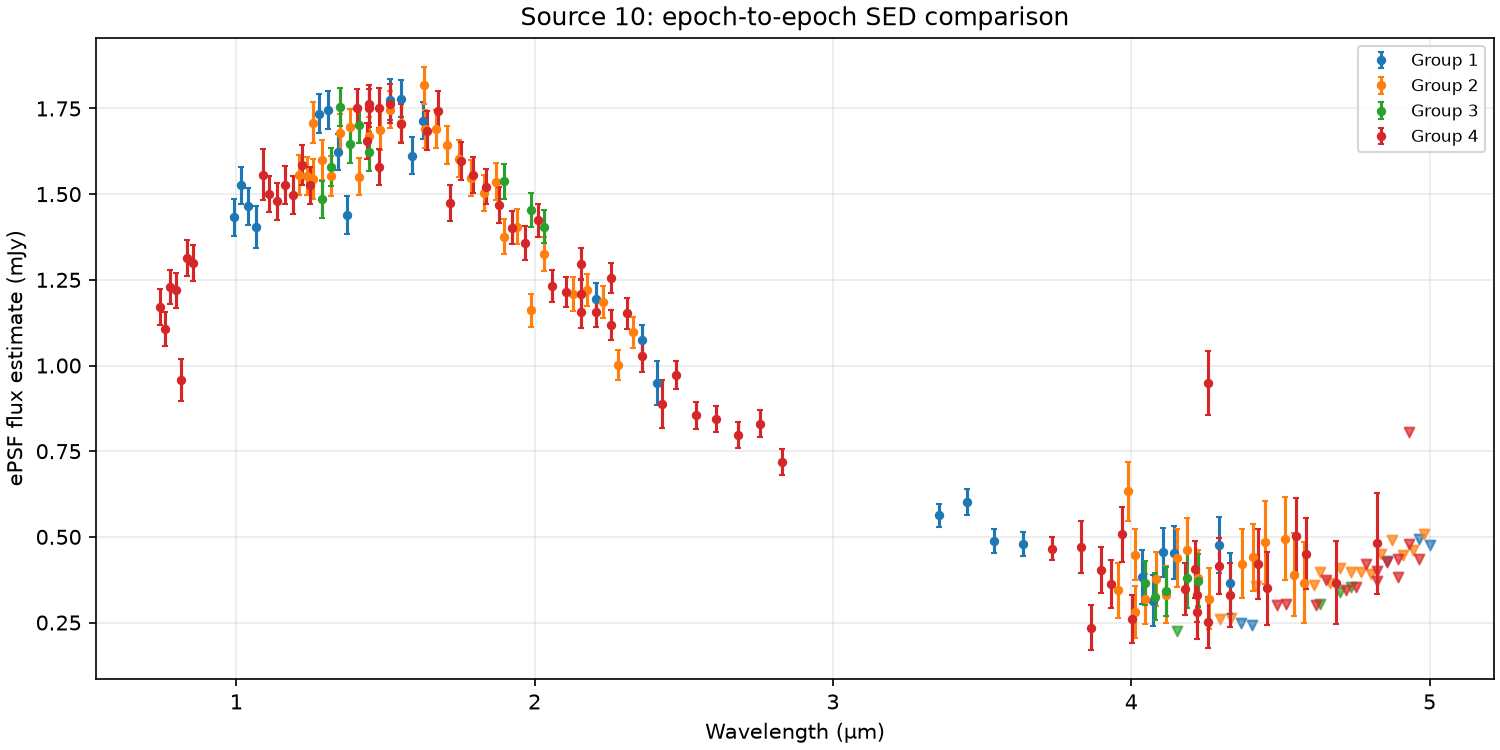 Source 10: epoch-to-epoch SED comparison
Group 1
Group 2
Group 3
Group 4
ePSF flux estimate (mJy)
1.75
1.50
1.25
1.00
0.75
0.50
0.25
1 2 3 4 5
Wavelength (μm)